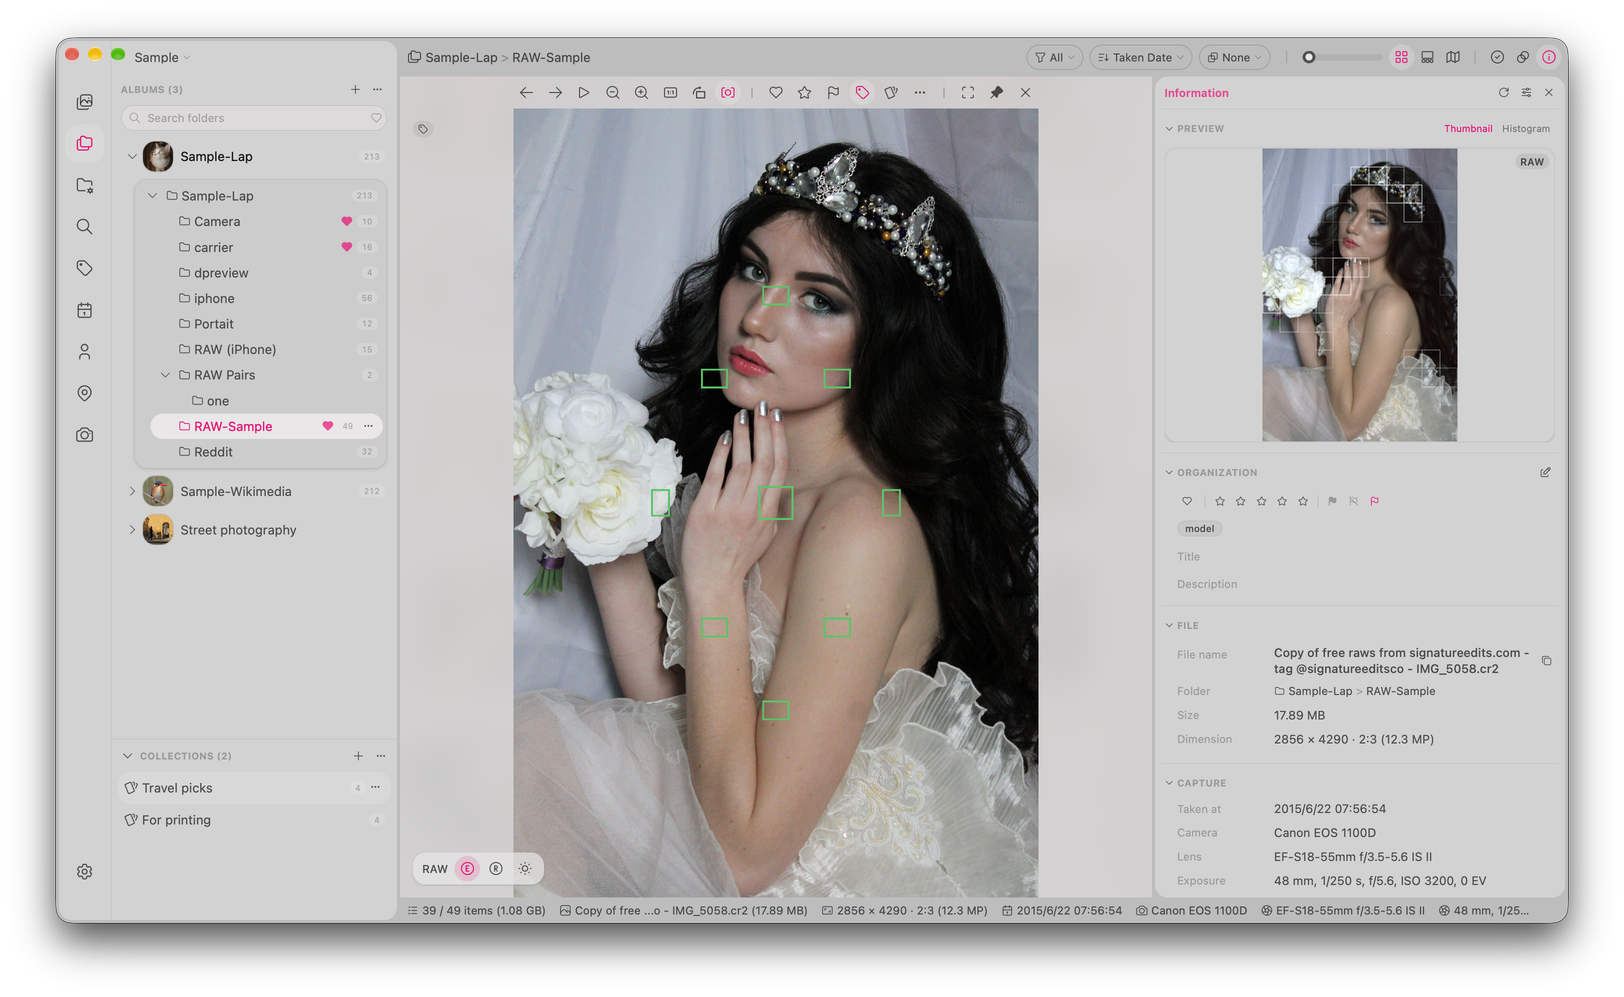 Sample
Sample-Lap > RAW-Sample
All
Taken Date
None
ALBUMS (3)
Search folders
Sample-Lap 213
Sample-Lap 213
Camera 10
carrier 16
dpreview 4
iphone 56
Portait 12
RAW (iPhone) 15
RAW Pairs 2
one
RAW-Sample 49
Reddit 32
Sample-Wikimedia 212
Street photography
COLLECTIONS (2)
Travel picks 4
For printing 4
1:1
RAW E R
Information
PREVIEW Thumbnail Histogram
RAW
ORGANIZATION
model
Title
Description
FILE
File name Copy of free raws from signatureedits.com -
tag @signatureeditsco - IMG_5058.cr2
Folder Sample-Lap > RAW-Sample
Size 17.89 MB
Dimension 2856 × 4290 · 2:3 (12.3 MP)
CAPTURE
Taken at 2015/6/22 07:56:54
Camera Canon EOS 1100D
Lens EF-S18-55mm f/3.5-5.6 IS II
Exposure 48 mm, 1/250 s, f/5.6, ISO 3200, 0 EV
39 / 49 items (1.08 GB) Copy of free ...o - IMG_5058.cr2 (17.89 MB) 2856 × 4290 · 2:3 (12.3 MP) 2015/6/22 07:56:54 Canon EOS 1100D EF-S18-55mm f/3.5-5.6 IS II 48 mm, 1/25...